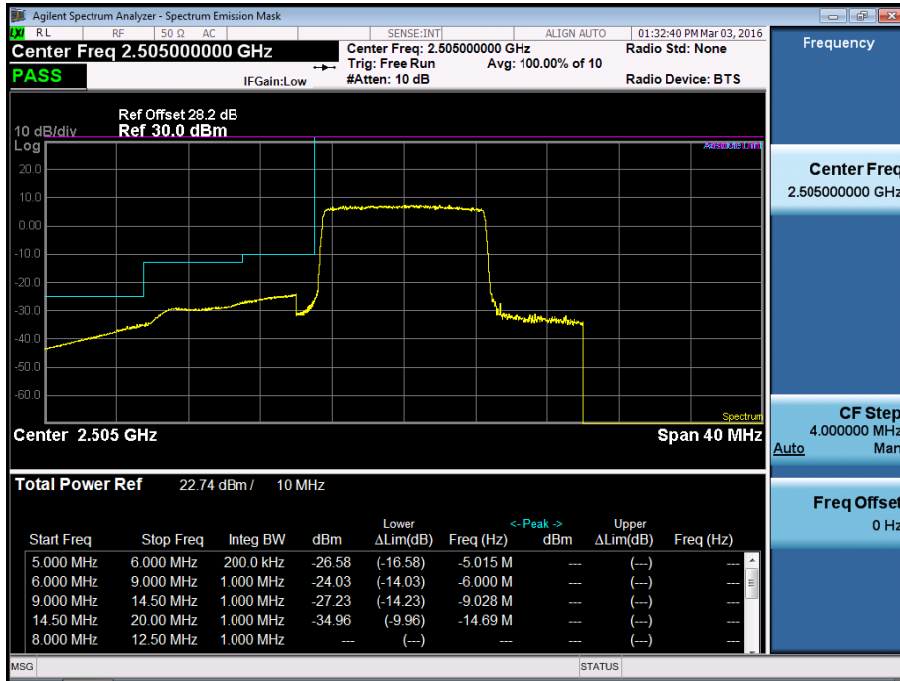 Agilent Spectrum Analyzer - Spectrum Emission Mask
LXI RL RF 50 Ω AC SENSE:INT ALIGN AUTO 01:32:40 PM Mar 03, 2016
Center Freq 2.505000000 GHz
Center Freq: 2.505000000 GHz
Radio Std: None
Trig: Free Run Avg: 100.00% of 10
PASS
IFGain:Low
#Atten: 10 dB
Radio Device: BTS
Ref Offset 28.2 dB
10 dB/div Ref 30.0 dBm
Log
Absolute Limit
20.0
10.0
0.00
-10.0
-20.0
-30.0
-40.0
-50.0
-60.0
Spectrum
Center 2.505 GHz Span 40 MHz
Total Power Ref 22.74 dBm / 10 MHz
Lower <-Peak-> Upper
Start Freq Stop Freq Integ BW dBm ΔLim(dB) Freq (Hz) dBm ΔLim(dB) Freq (Hz)
5.000 MHz 6.000 MHz 200.0 kHz -26.58 (-16.58) -5.015 M --- (---) ---
6.000 MHz 9.000 MHz 1.000 MHz -24.03 (-14.03) -6.000 M --- (---) ---
9.000 MHz 14.50 MHz 1.000 MHz -27.23 (-14.23) -9.028 M --- (---) ---
14.50 MHz 20.00 MHz 1.000 MHz -34.96 (-9.96) -14.69 M --- (---) ---
8.000 MHz 12.50 MHz 1.000 MHz --- (---) --- --- (---) ---
MSG STATUS
Frequency
Center Freq
2.505000000 GHz
CF Step
4.000000 MHz
Auto Man
Freq Offset
0 Hz